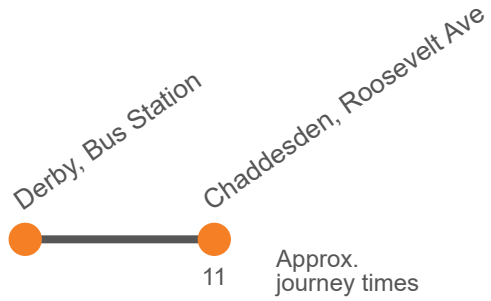 Derby, Bus Station
Chaddesden, Roosevelt Ave
11
Approx.
journey times